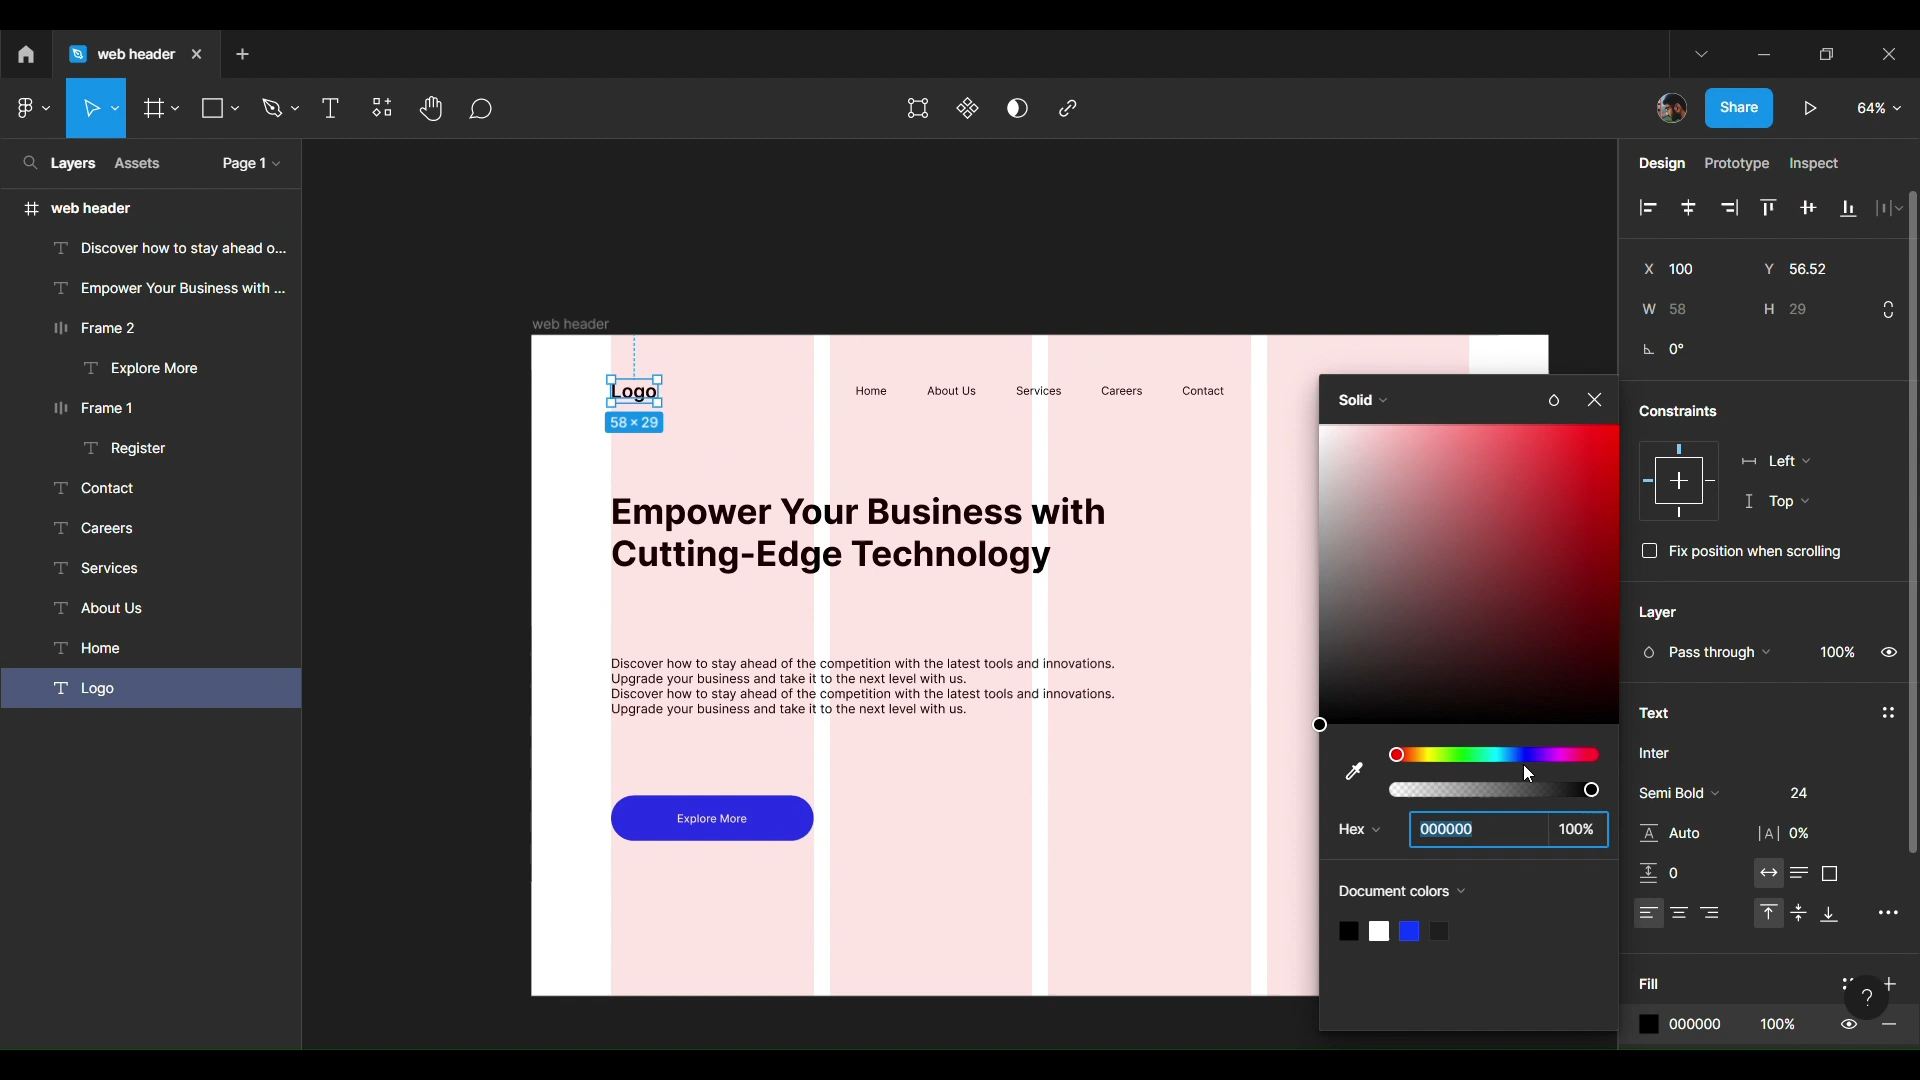 web header
64%
Share
Layers
Assets
Page 1
Design
Prototype
Inspect
web header
Discover how to stay ahead o...
Empower Your Business with ...
Frame 2
Explore More
Frame 1
Register
Contact
Careers
Services
About Us
Home
Logo
web header
Logo
58 × 29
Home
About Us
Services
Careers
Contact
Empower Your Business with
Cutting-Edge Technology
Discover how to stay ahead of the competition with the latest tools and innovations.
Upgrade your business and take it to the next level with us.
Discover how to stay ahead of the competition with the latest tools and innovations.
Upgrade your business and take it to the next level with us.
Explore More
Solid
Hex
000000
100%
Document colors
X 100
Y 56.52
W 58
H 29
0°
Constraints
Left
Top
Fix position when scrolling
Layer
Pass through
100%
Text
Inter
Semi Bold
24
A Auto
|A| 0%
0
Fill
?
000000
100%